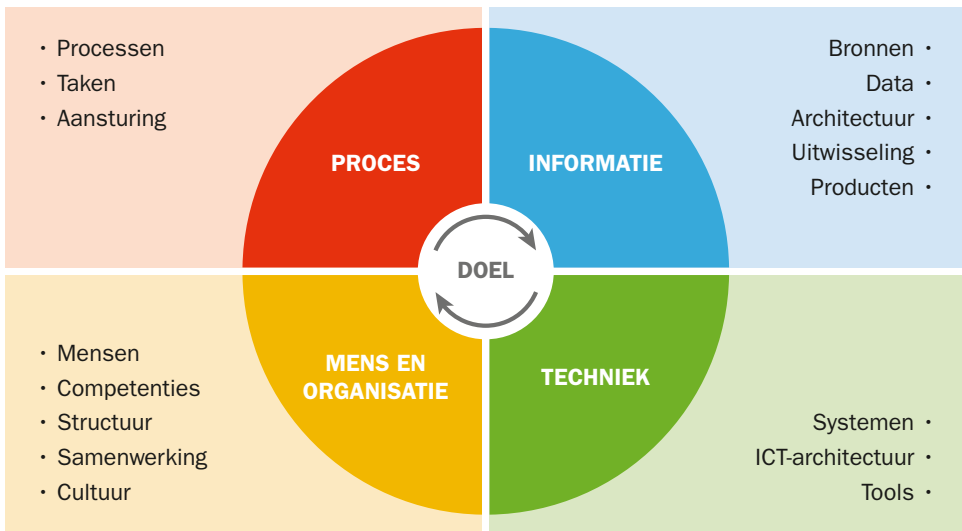 · Processen
· Taken
· Aansturing
PROCES
INFORMATIE
Bronnen ·
Data ·
Architectuur ·
Uitwisseling ·
Producten ·
DOEL
· Mensen
· Competenties
· Structuur
· Samenwerking
· Cultuur
MENS EN
ORGANISATIE
TECHNIEK
Systemen ·
ICT-architectuur ·
Tools ·